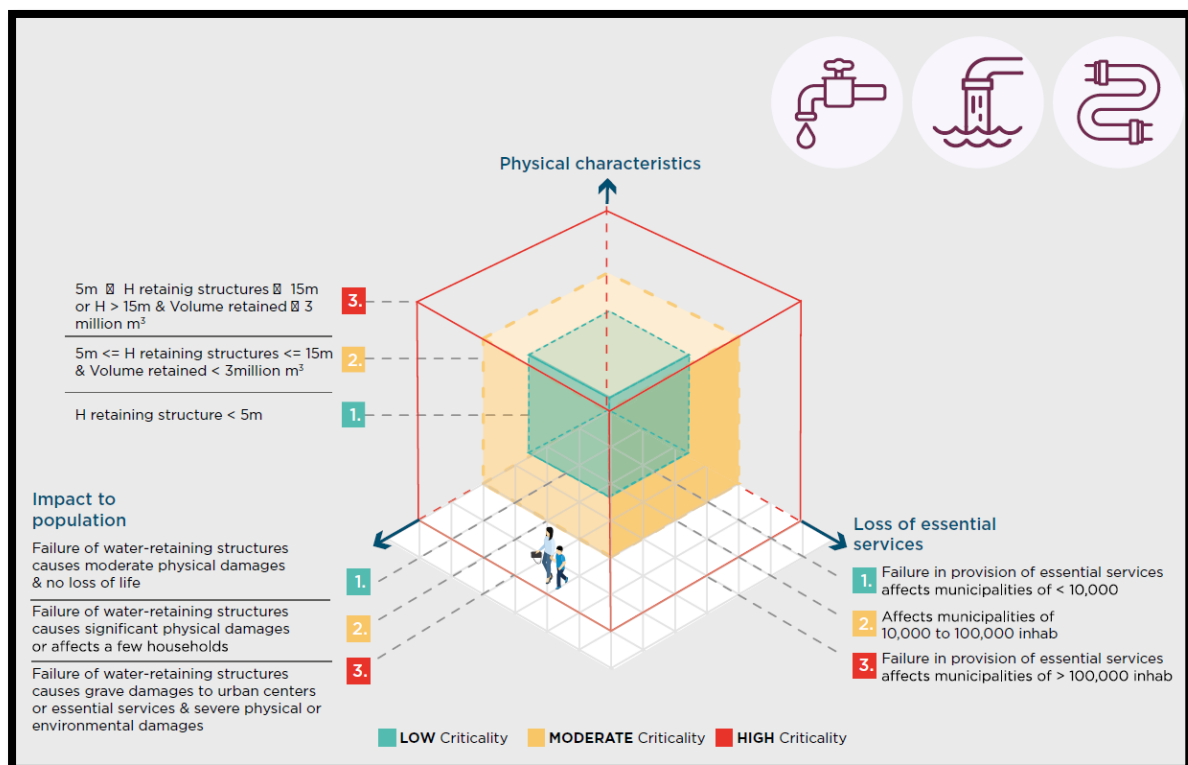 Physical characteristics
5m � H retainig structures � 15m
or H > 15m & Volume retained � 3
million m³
3.
5m <= H retaining structures <= 15m
& Volume retained < 3million m³
2.
H retaining structure < 5m
1.
Impact to
population
Failure of water-retaining structures
causes moderate physical damages
& no loss of life
1.
Failure of water-retaining structures
causes significant physical damages
or affects a few households
2.
Failure of water-retaining structures
causes grave damages to urban centers
or essential services & severe physical or
environmental damages
3.
Loss of essential
services
1.
Failure in provision of essential services
affects municipalities of < 10,000
2.
Affects municipalities of
10,000 to 100,000 inhab
3.
Failure in provision of essential services
affects municipalities of > 100,000 inhab
LOW Criticality
MODERATE Criticality
HIGH Criticality